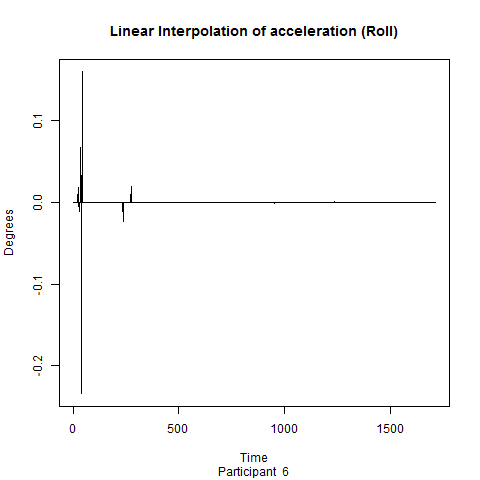 Linear Interpolation of acceleration (Roll)
Degrees
0.1
0.0
-0.1
-0.2
0
500
1000
1500
Time
Participant 6